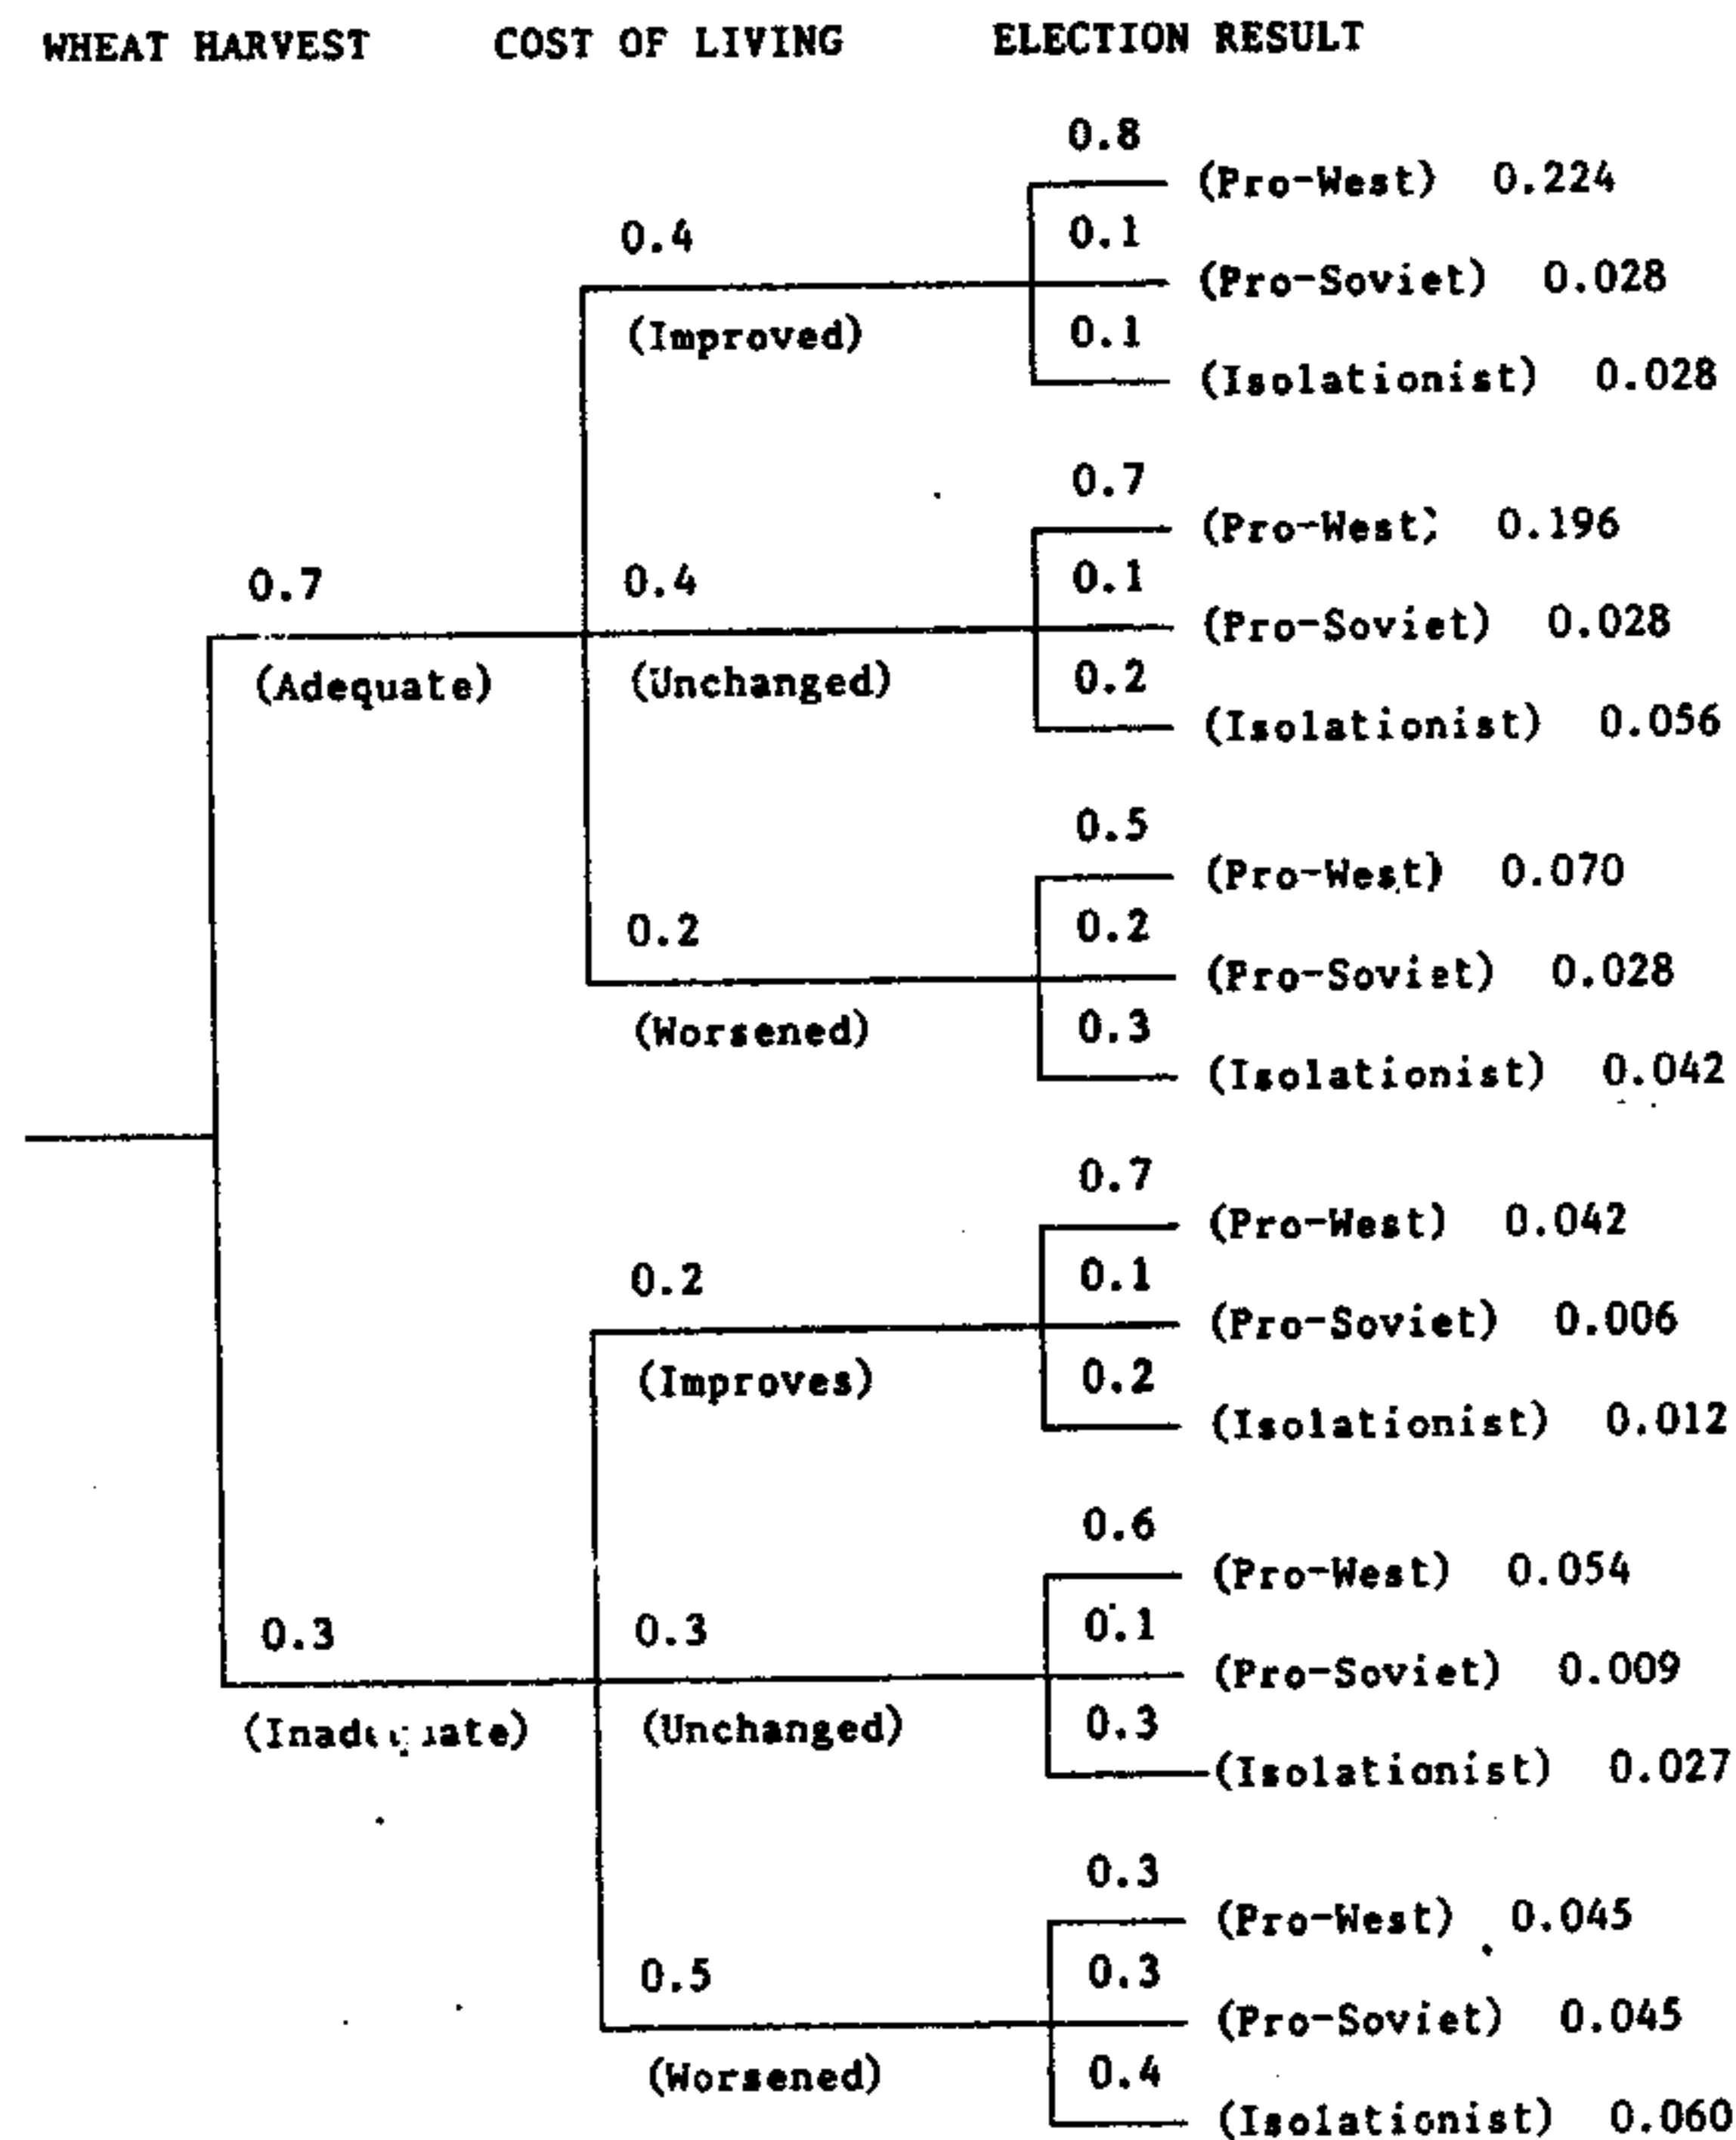 WHEAT HARVEST COST OF LIVING ELECTION RESULT
0.8
(Pro-West) 0.224
0.4 0.1
(Pro-Soviet) 0.028
(Improved) 0.1
(Isolationist) 0.028
0.7
(Pro-West) 0.196
0.7 0.4 0.1
(Pro-Soviet) 0.028
(Adequate) (Unchanged) 0.2
(Isolationist) 0.056
0.5
(Pro-West) 0.070
0.2 0.2
(Pro-Soviet) 0.028
(Worsened) 0.3
(Isolationist) 0.042
0.7
(Pro-West) 0.042
0.2 0.1
(Pro-Soviet) 0.006
(Improves) 0.2
(Isolationist) 0.012
0.6
(Pro-West) 0.054
0.3 0.3 0.1
(Pro-Soviet) 0.009
(Inadequate) (Unchanged) 0.3
(Isolationist) 0.027
0.3
(Pro-West) 0.045
0.5 0.3
(Pro-Soviet) 0.045
(Worsened) 0.4
(Isolationist) 0.060